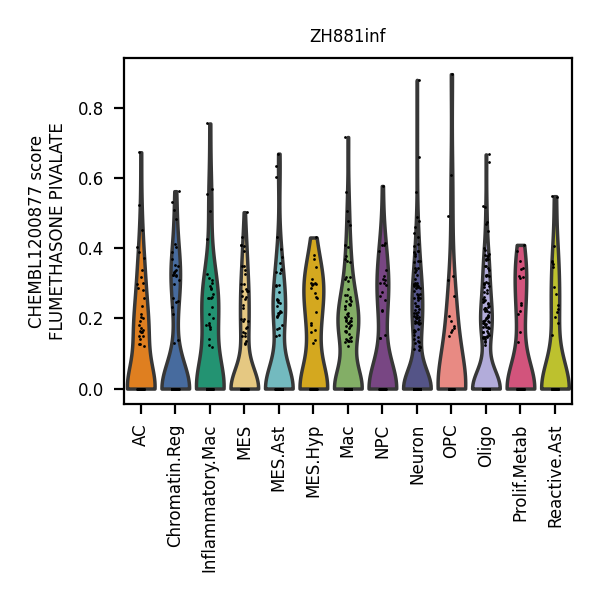 ZH881inf
CHEMBL1200877 score
FLUMETHASONE PIVALATE
0.8
0.6
0.4
0.2
0.0
AC
Chromatin.Reg
Inflammatory.Mac
MES
MES.Ast
MES.Hyp
Mac
NPC
Neuron
OPC
Oligo
Prolif.Metab
Reactive.Ast